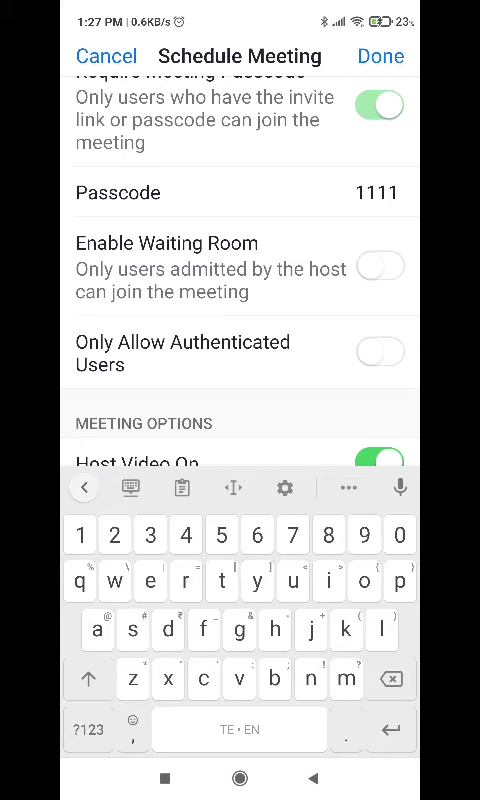 1:27 PM | 0.6KB/s 23%
Cancel Schedule Meeting Done
Require Meeting Passcode
Only users who have the invite
link or passcode can join the
meeting
Passcode 1111
Enable Waiting Room
Only users admitted by the host
can join the meeting
Only Allow Authenticated
Users
MEETING OPTIONS
Host Video On
1 2 3 4 5 6 7 8 9 0
% \ | = [ ] < > { }
q w e r t y u i o p
@ # ₹ _ & - + ( )
a s d f g h j k l
* " ' : ; ! ?
z x c v b n m
?123 , TE • EN .